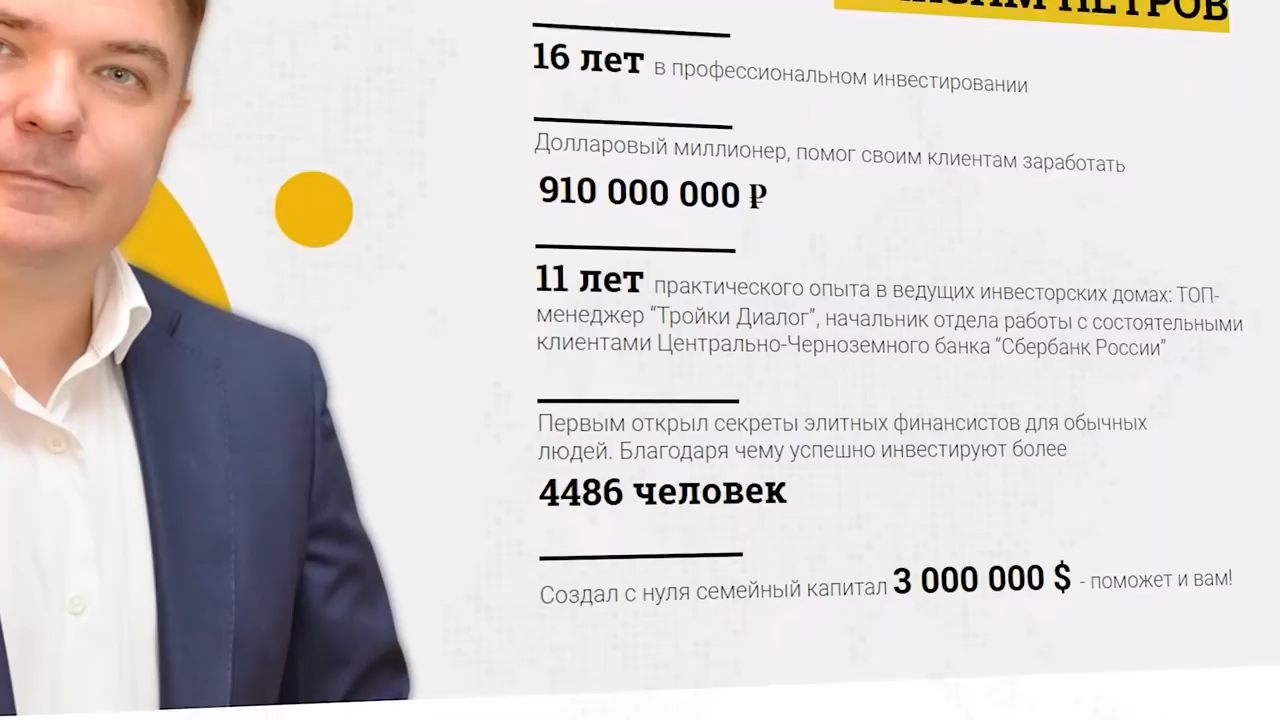 ПЕТРОВ
16 лет в профессиональном инвестировании
Долларовый миллионер, помог своим клиентам заработать
910 000 000 ₽
11 лет практического опыта в ведущих инвесторских домах: ТОП-
менеджер “Тройки Диалог”, начальник отдела работы с состоятельными
клиентами Центрально-Черноземного банка “Сбербанк России”
Первым открыл секреты элитных финансистов для обычных
людей. Благодаря чему успешно инвестируют более
4486 человек
Создал с нуля семейный капитал 3 000 000 $ - поможет и вам!